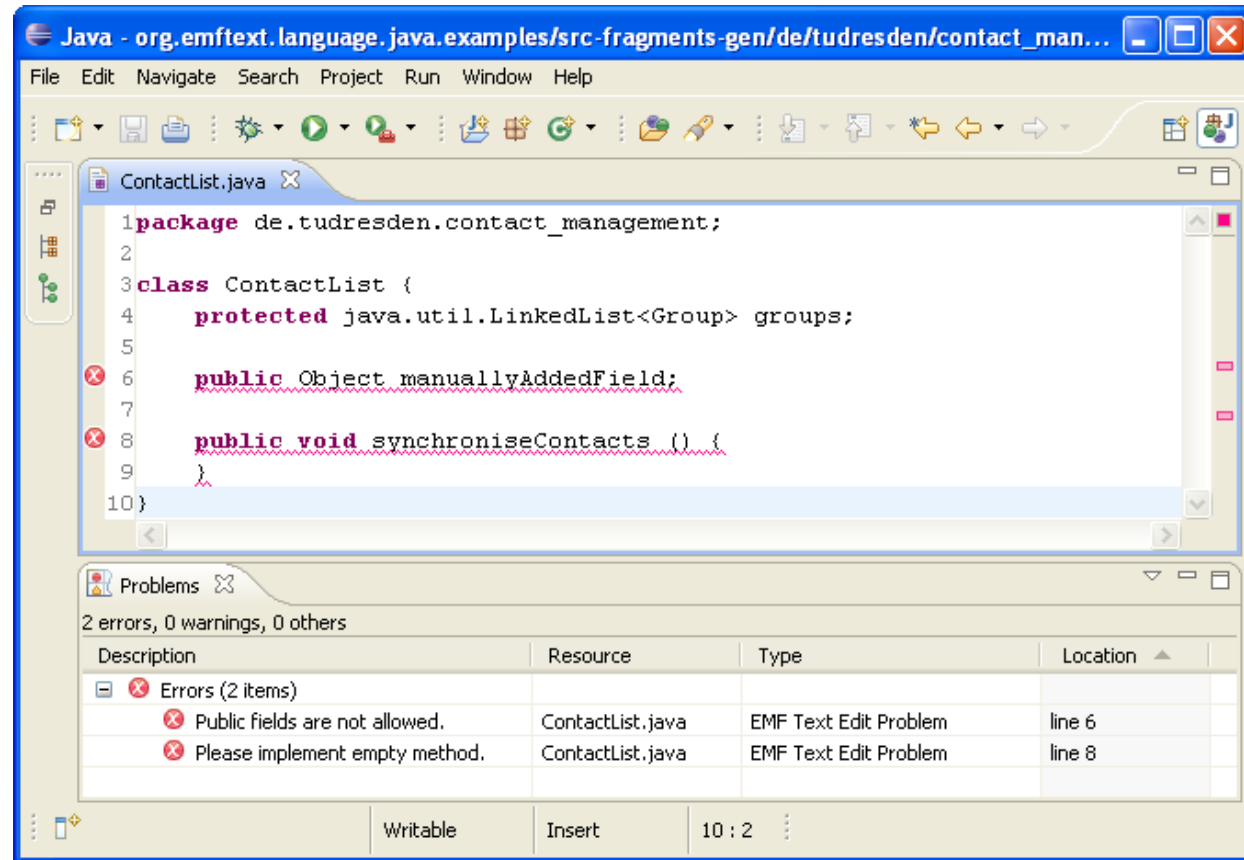 Java - org.emftext.language.java.examples/src-fragments-gen/de/tudresden/contact_man...
File Edit Navigate Search Project Run Window Help
ContactList.java
1package de.tudresden.contact_management;
2
3class ContactList {
4 protected java.util.LinkedList<Group> groups;
5
6 public Object manuallyAddedField;
7
8 public void synchroniseContacts () {
9 }
10}
Problems
2 errors, 0 warnings, 0 others
Description Resource Type Location
Errors (2 items)
Public fields are not allowed. ContactList.java EMF Text Edit Problem line 6
Please implement empty method. ContactList.java EMF Text Edit Problem line 8
Writable Insert 10 : 2